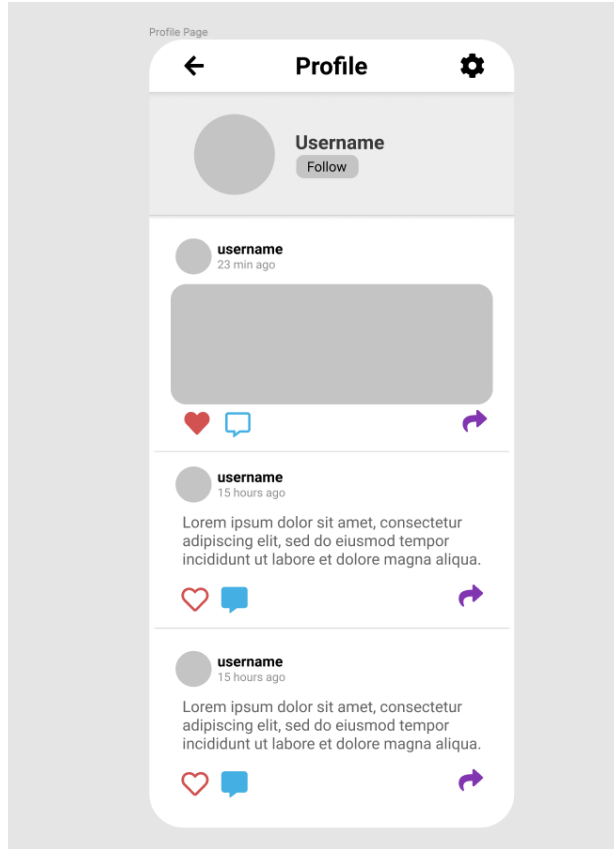 Profile Page
Profile
Username
Follow
username
23 min ago
username
15 hours ago
Lorem ipsum dolor sit amet, consectetur
adipiscing elit, sed do eiusmod tempor
incididunt ut labore et dolore magna aliqua.
username
15 hours ago
Lorem ipsum dolor sit amet, consectetur
adipiscing elit, sed do eiusmod tempor
incididunt ut labore et dolore magna aliqua.